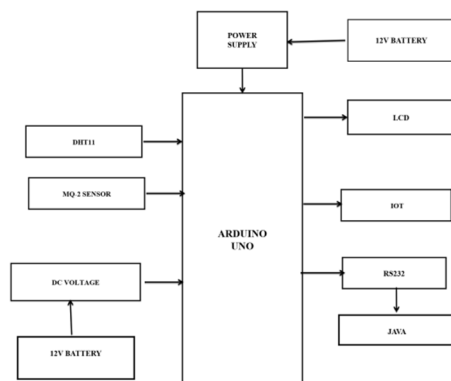 POWER
SUPPLY
12V BATTERY
LCD
DHT11
MQ-2 SENSOR
IOT
ARDUINO
UNO
RS232
DC VOLTAGE
JAVA
12V BATTERY